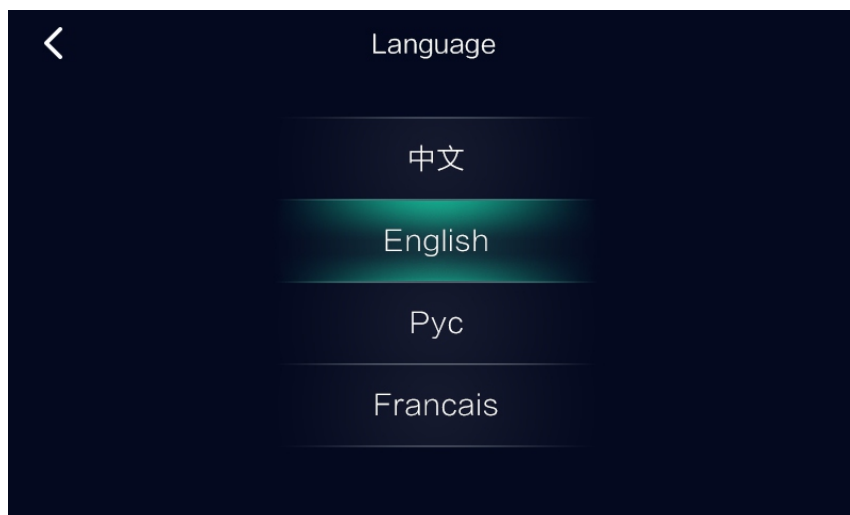 Language
中文
English
Рус
Francais